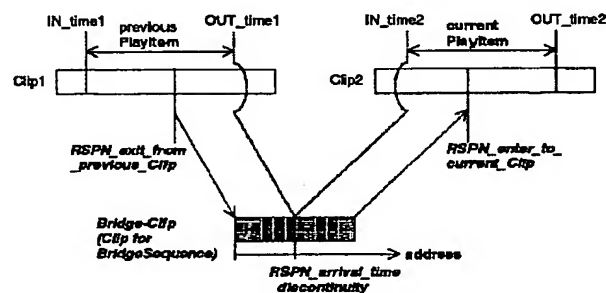 IN_time1
previous
PlayItem
OUT_time1
IN_time2
current
PlayItem
OUT_time2
Clip1
Clip2
RSPN_exit_from
_previous_Clip
RSPN_enter_to_
current_Clip
Bridge-Clip
(Clip for
BridgeSequence)
address
RSPN_arrival_time
discontinuity